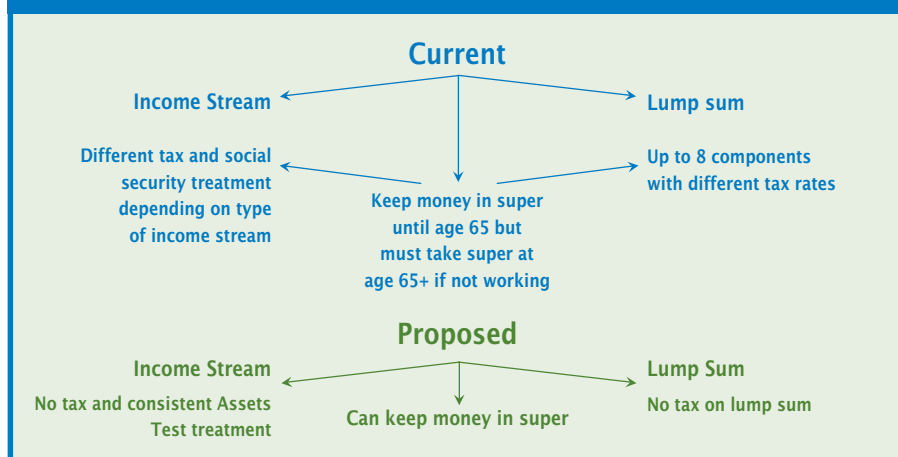 Current
Income Stream
Lump sum
Different tax and social
security treatment
depending on type
of income stream
Keep money in super
until age 65 but
must take super at
age 65+ if not working
Up to 8 components
with different tax rates
Proposed
Income Stream
No tax and consistent Assets
Test treatment
Can keep money in super
Lump Sum
No tax on lump sum